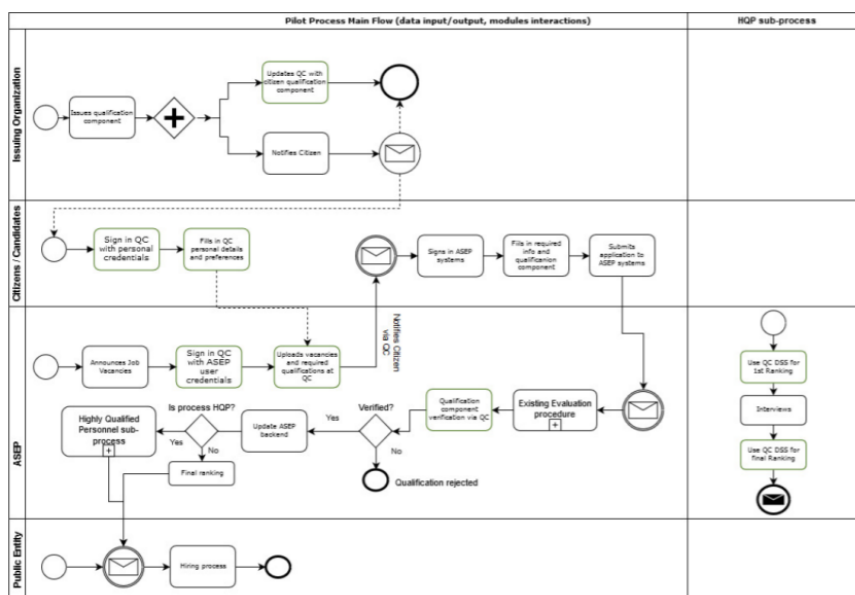 Pilot Process Main Flow (data input/output, modules interactions)
HQP sub-process
Issuing Organization
Issues qualification
component
Updates QC with
citizen qualification
component
Notifies Citizen
Citizens / Candidates
Sign in QC
with personal
credentials
Fills in QC
personal details
and preferences
Signs in ASEP
systems
Fills in required
info and
qualification
component
Submits
application to
ASEP systems
ASEP
Announces Job
Vacancies
Sign in QC
with ASEP
user
credentials
Uploads vacancies
and required
qualifications at
QC
Notifies Citizen
via QC
Highly Qualified
Personnel sub-
process
Is process HQP?
Yes
No
Final ranking
Update ASEP
backend
Yes
Verified?
No
Qualification rejected
Qualification
component
verification via QC
Existing Evaluation
procedure
Use QC DSS for
1st Ranking
Interviews
Use QC DSS for
final Ranking
Public Entity
Hiring process